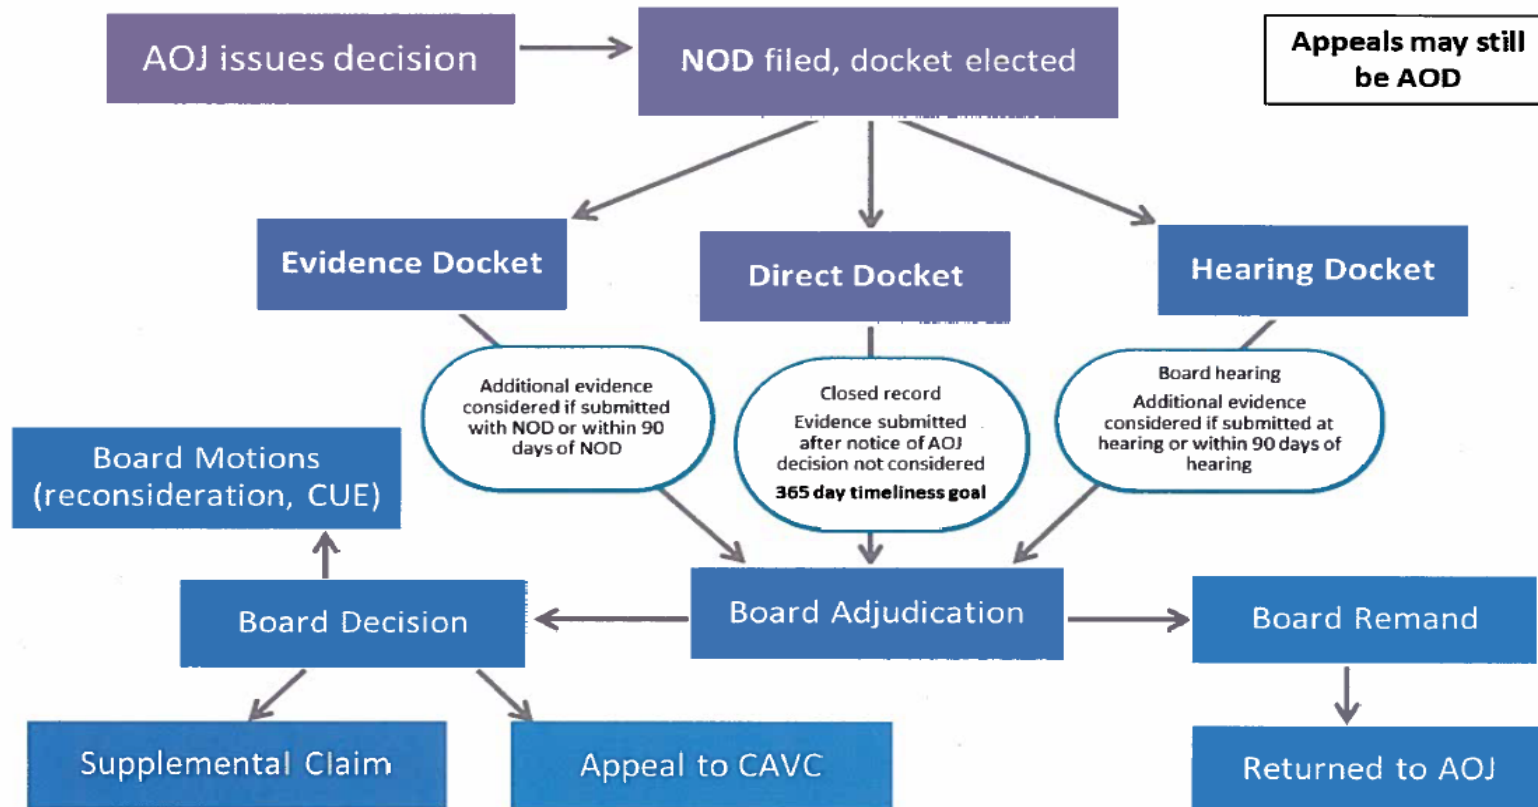 AOJ issues decision
NOD filed, docket elected
Appeals may still
be AOD
Evidence Docket
Direct Docket
Hearing Docket
Additional evidence
considered if submitted
with NOD or within 90
days of NOD
Closed record
Evidence submitted
after notice of AOJ
decision not considered
365 day timeliness goal
Board hearing
Additional evidence
considered if submitted at
hearing or within 90 days of
hearing
Board Motions
(reconsideration, CUE)
Board Decision
Board Adjudication
Board Remand
Supplemental Claim
Appeal to CAVC
Returned to AOJ